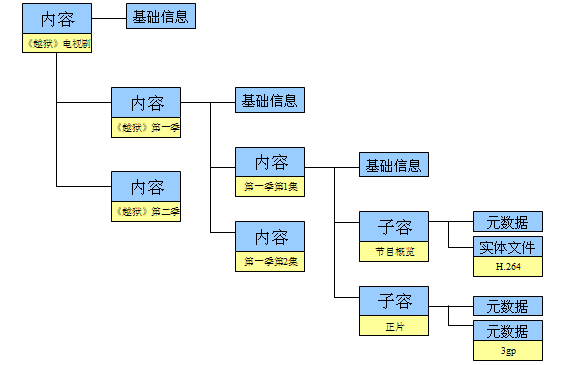 内容
《越狱》电视剧
基础信息
内容
《越狱》第一季
基础信息
内容
第一季第1集
基础信息
内容
《越狱》第二季
内容
第一季第2集
子容
节目概览
元数据
实体文件
H.264
子容
正片
元数据
元数据
3gp